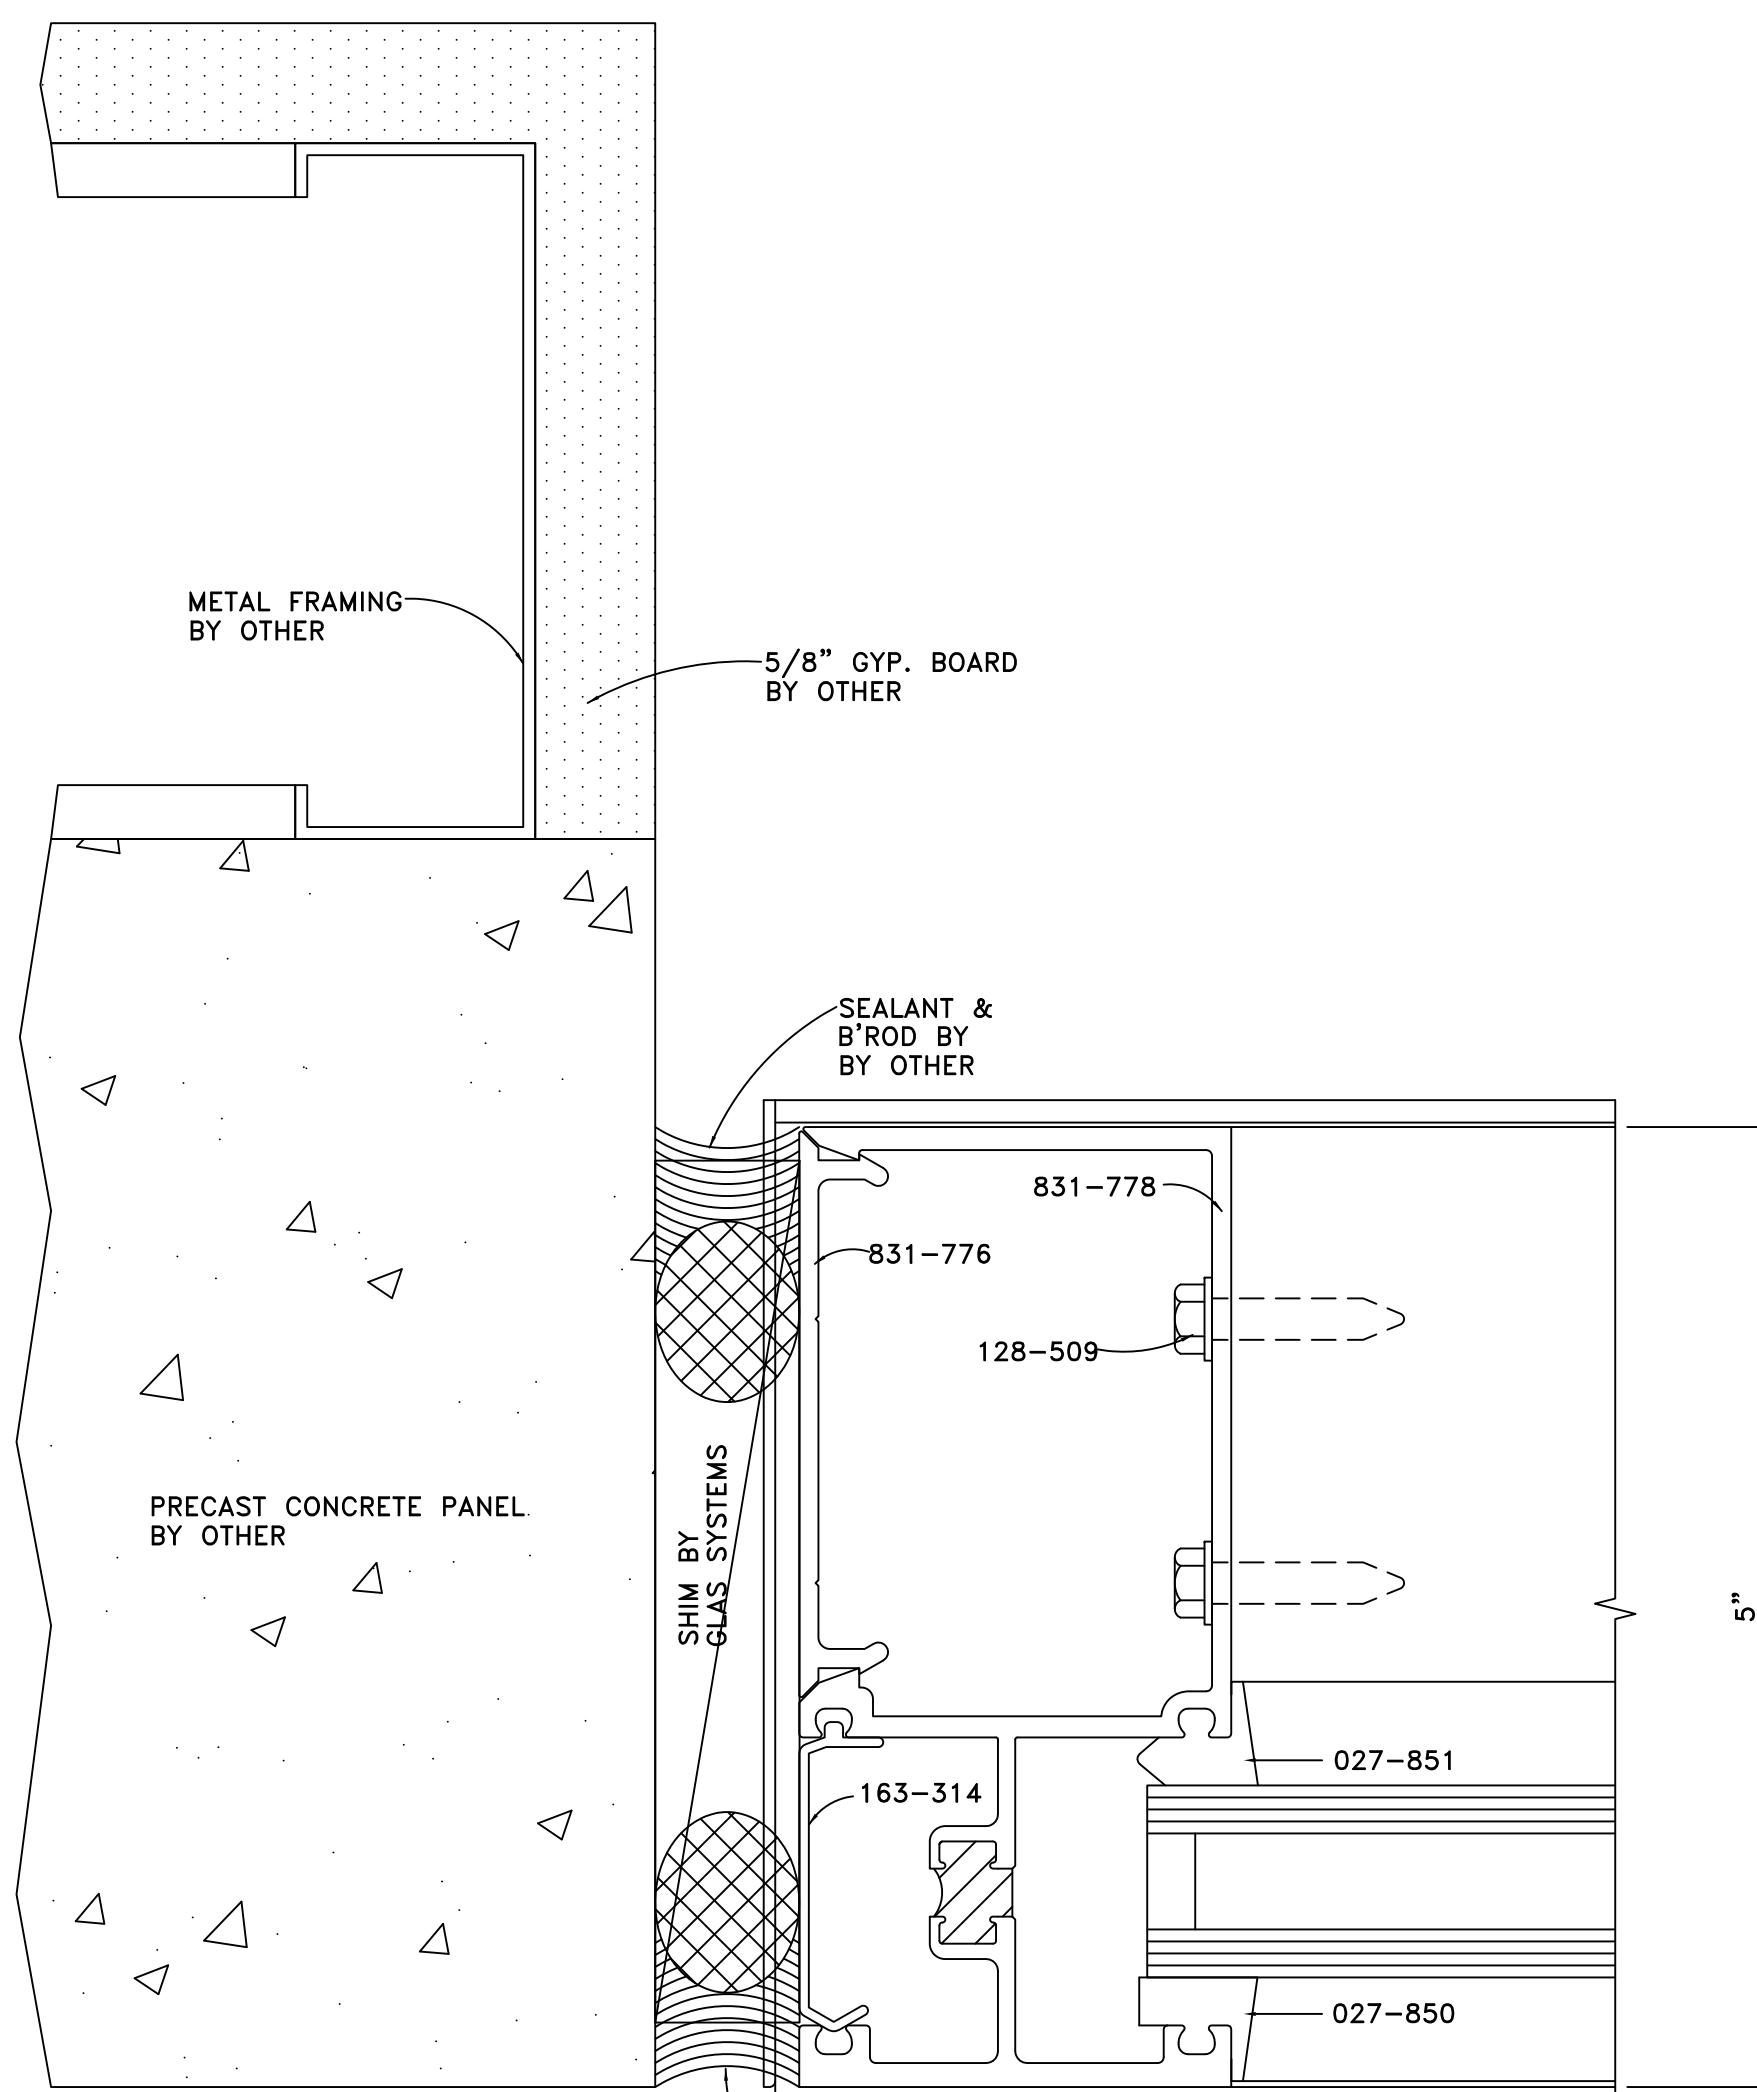 METAL FRAMING
BY OTHER
5/8” GYP. BOARD
BY OTHER
SEALANT &
B’ROD BY
BY OTHER
831-778
831-776
128-509
PRECAST CONCRETE PANEL
BY OTHER
SHIM BY
GLAS SYSTEMS
5”
027-851
163-314
027-850